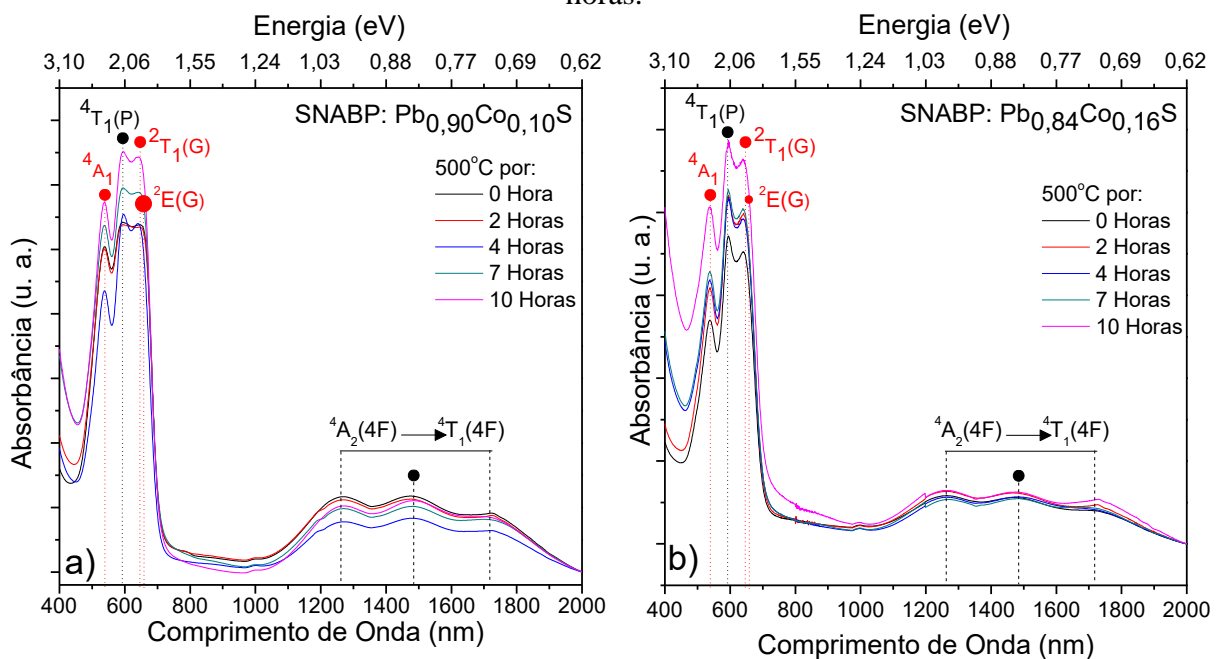 horas.
Energia (eV)
3,10 2,06 1,55 1,24 1,03 0,88 0,77 0,69 0,62
SNABP: Pb0,90Co0,10S
4T1(P)
2T1(G)
4A1
2E(G)
500oC por:
0 Hora
2 Horas
4 Horas
7 Horas
10 Horas
4A2(4F) 4T1(4F)
Absorbância (u. a.)
a)
400 600 800 1000 1200 1400 1600 1800 2000
Comprimento de Onda (nm)
Energia (eV)
3,10 2,06 1,55 1,24 1,03 0,88 0,77 0,69 0,62
SNABP: Pb0,84Co0,16S
4T1(P)
2T1(G)
4A1
2E(G)
500oC por:
0 Hora
2 Horas
4 Horas
7 Horas
10 Horas
4A2(4F) 4T1(4F)
Absorbância (u. a.)
b)
400 600 800 1000 1200 1400 1600 1800 2000
Comprimento de Onda (nm)